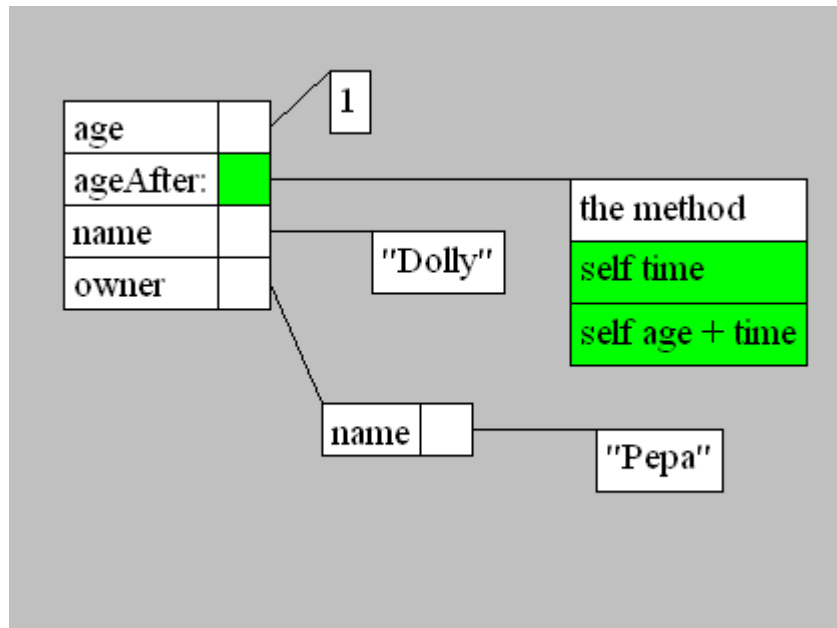 age
1
ageAfter:
the method
name
"Dolly"
self time
owner
self age + time
name
"Pepa"